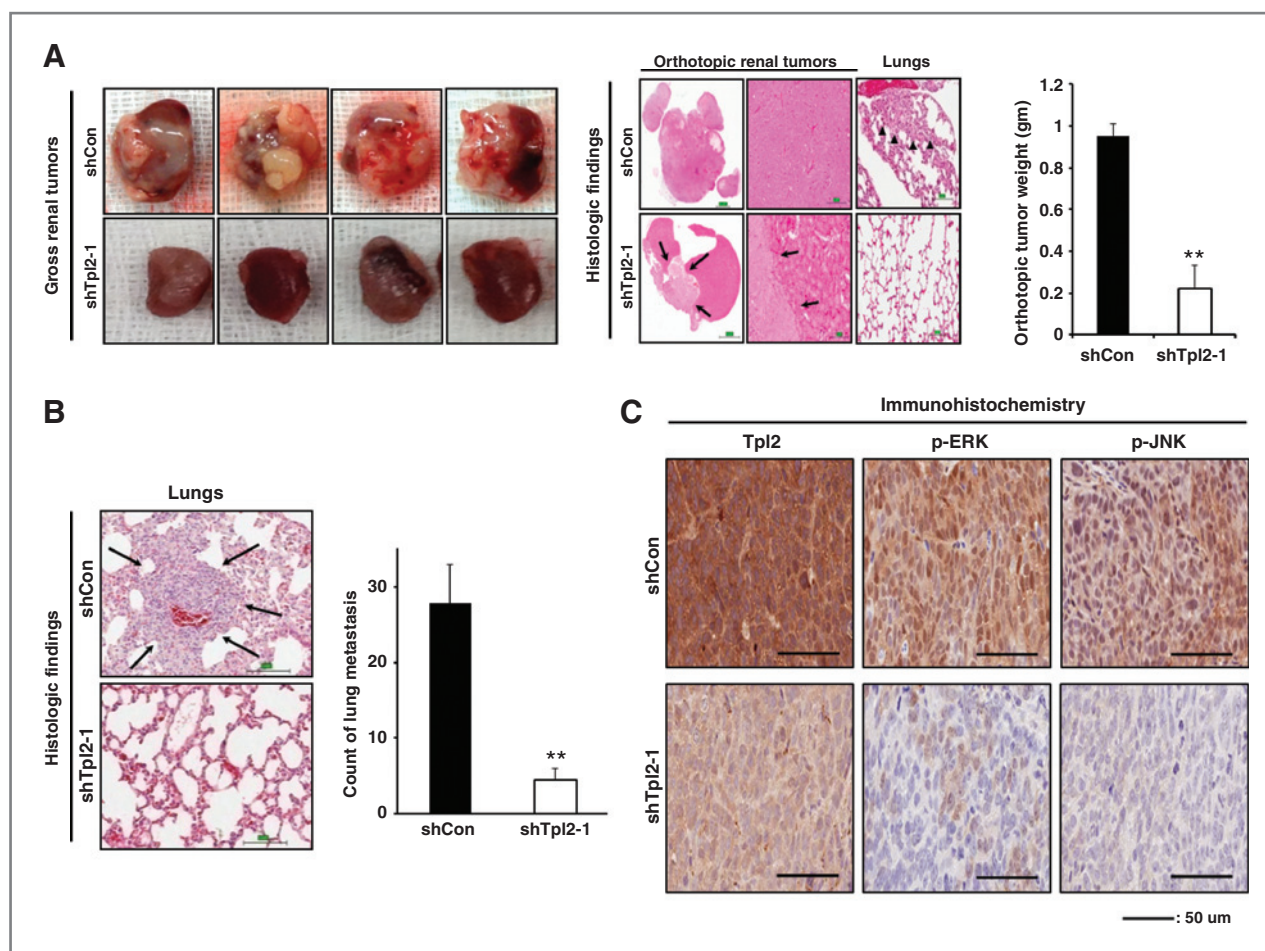 A
Gross renal tumors
shCon
shTpl2-1
Histologic findings
Orthotopic renal tumors
Lungs
shCon
shTpl2-1
Orthotopic tumor weight (gm)
1.2
1
0.8
0.6
0.4
0.2
0
**
shCon
shTpl2-1
B
Histologic findings
Lungs
shCon
shTpl2-1
Count of lung metastasis
30
20
10
0
**
shCon
shTpl2-1
C
Immunohistochemistry
Tpl2
p-ERK
p-JNK
shCon
shTpl2-1
: 50 um